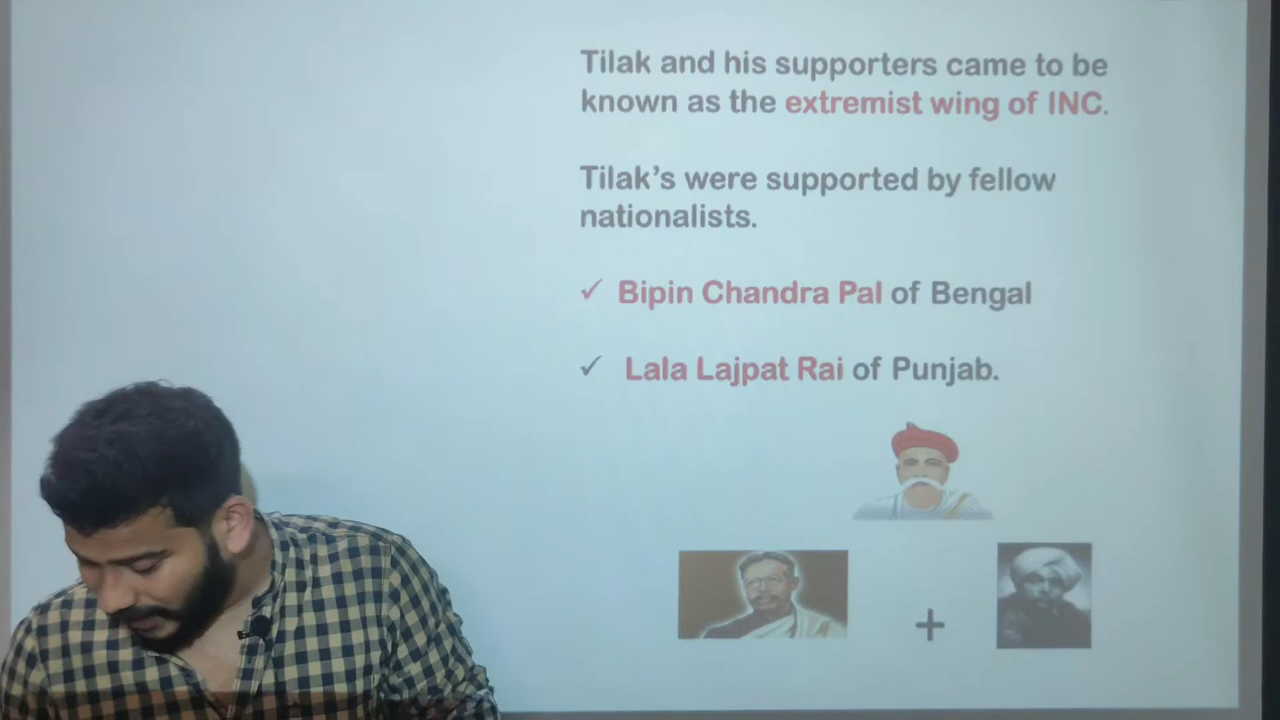 Tilak and his supporters came to be
known as the extremist wing of INC.
Tilak's were supported by fellow
nationalists.
✓ Bipin Chandra Pal of Bengal
✓ Lala Lajpat Rai of Punjab.
+